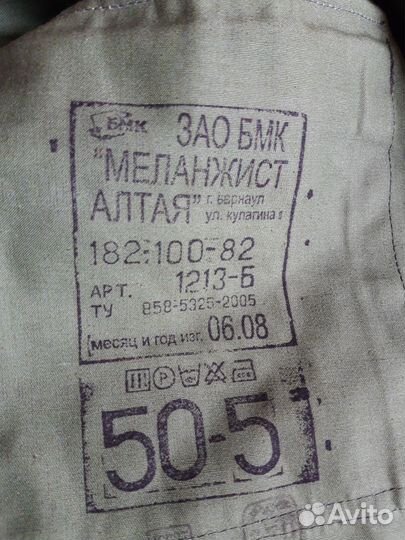 БМК ЗАО БМК
"МЕЛАНЖИСТ
АЛТАЯ" г. Барнаул
ул. кулагина 8
182-100-82
АРТ. 1213-Б
ТУ 858-5325-2005
месяц и год изг. 06.08
P
50-5
Avito